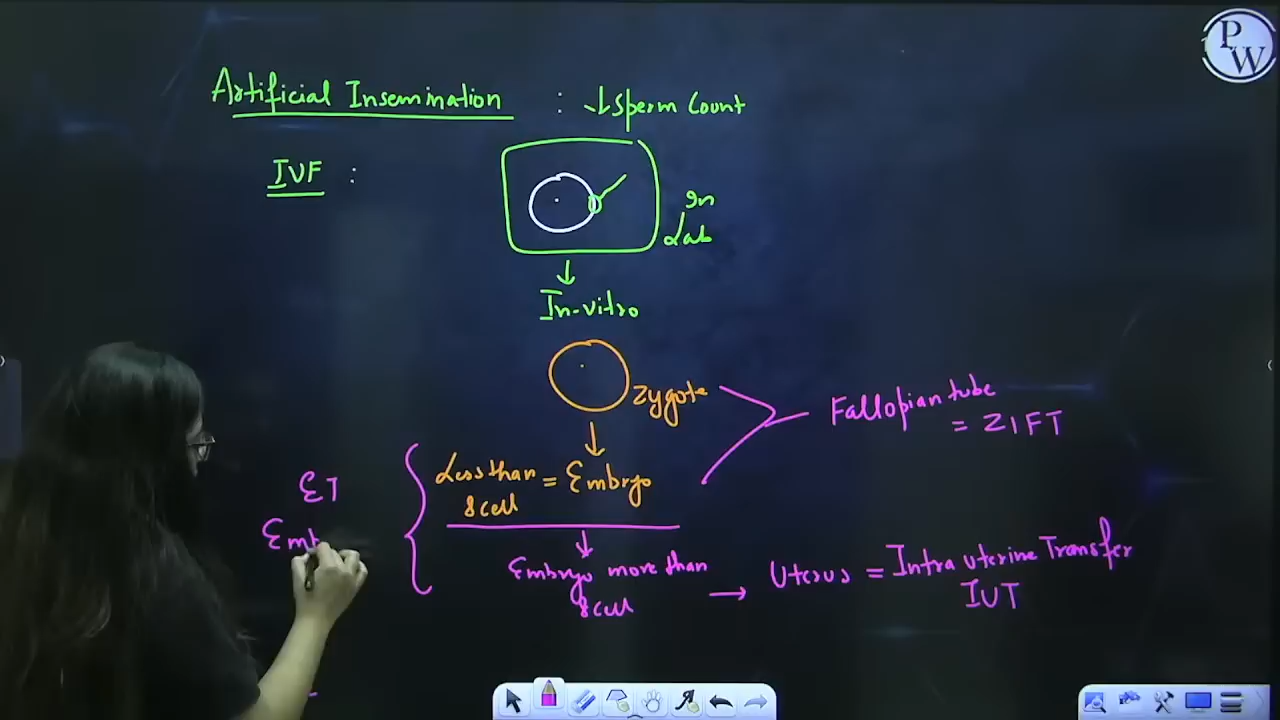 PW
Artificial Insemination : ↓ Sperm Count
IVF :
In
Lab
↓
In-vitro
Zygote
↓
Fallopian tube
= ZIFT
Less than = Embryo
8 cell
ET
Emb
↓
Embryo more than
8 cell
→ Uterus = Intra Uterine Transfer
IUT